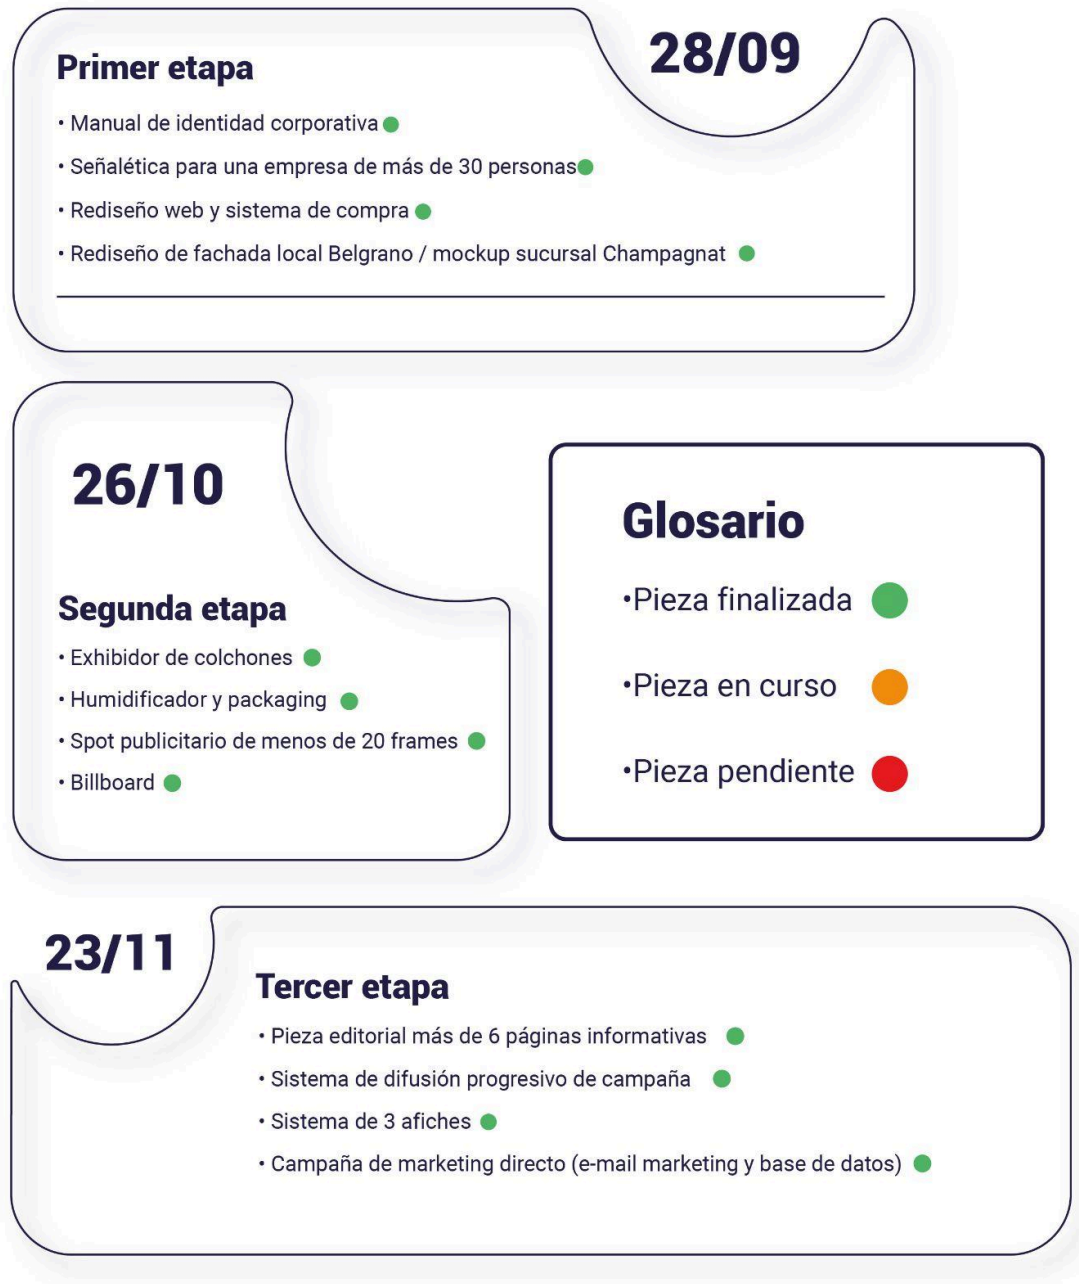 28/09
Primer etapa
• Manual de identidad corporativa
• Señalética para una empresa de más de 30 personas
• Rediseño web y sistema de compra
• Rediseño de fachada local Belgrano / mockup sucursal Champagnat
26/10
Segunda etapa
• Exhibidor de colchones
• Humidificador y packaging
• Spot publicitario de menos de 20 frames
• Billboard
Glosario
•Pieza finalizada
•Pieza en curso
•Pieza pendiente
23/11
Tercer etapa
• Pieza editorial más de 6 páginas informativas
• Sistema de difusión progresivo de campaña
• Sistema de 3 afiches
• Campaña de marketing directo (e-mail marketing y base de datos)